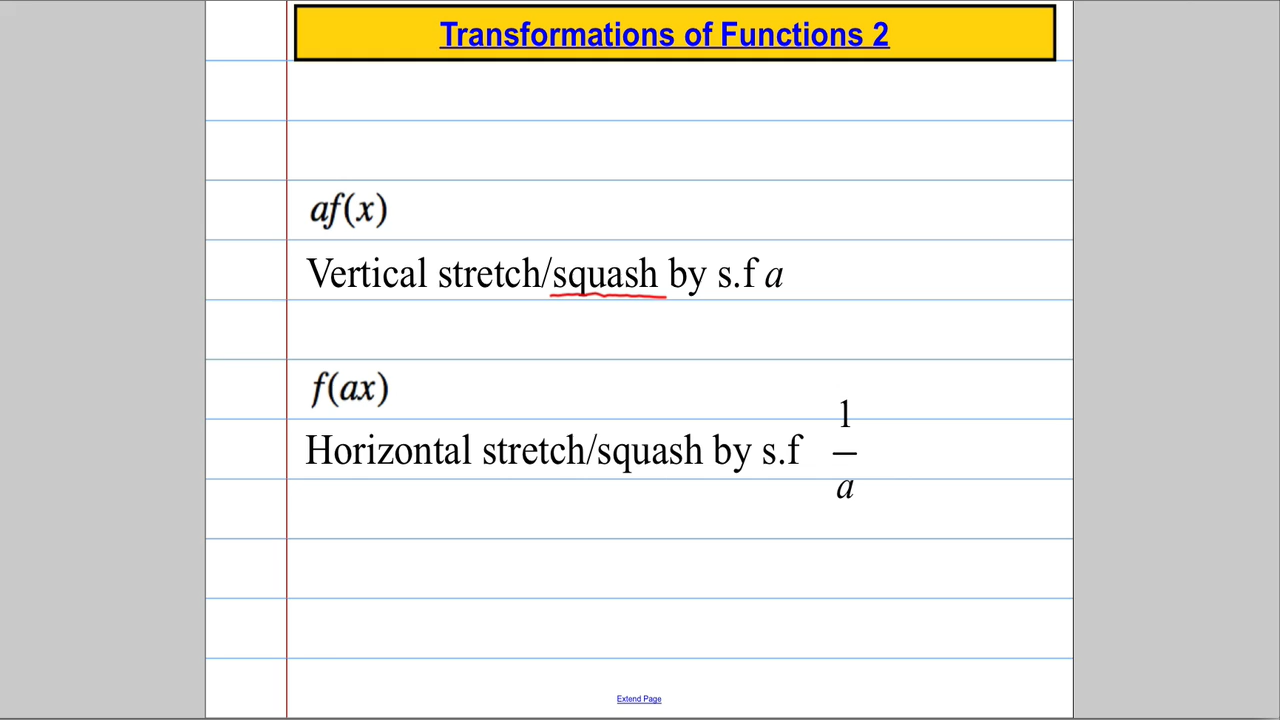 Transformations of Functions 2
af(x)
Vertical stretch/squash by s.f a
f(ax)
Horizontal stretch/squash by s.f 1/a
Extend Page